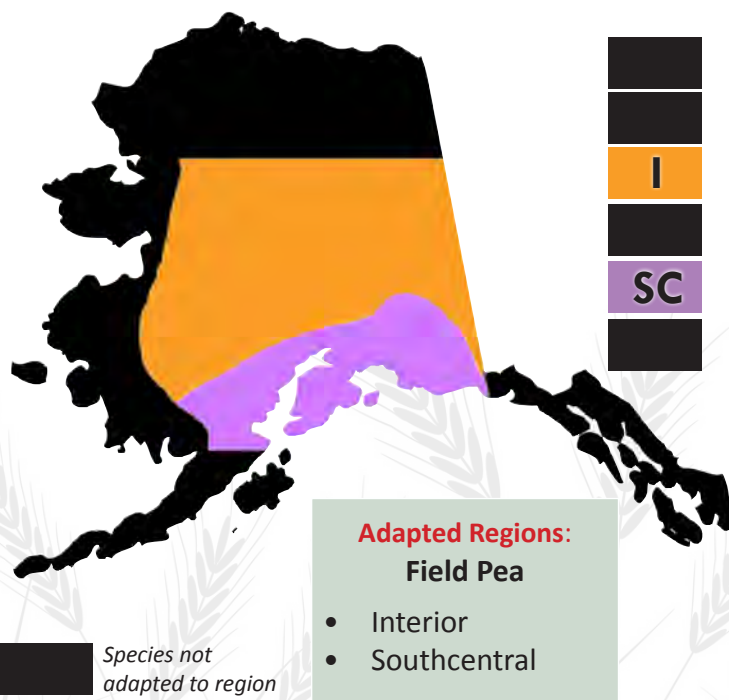 I
SC
Adapted Regions:
Field Pea
• Interior
• Southcentral
Species not
adapted to region